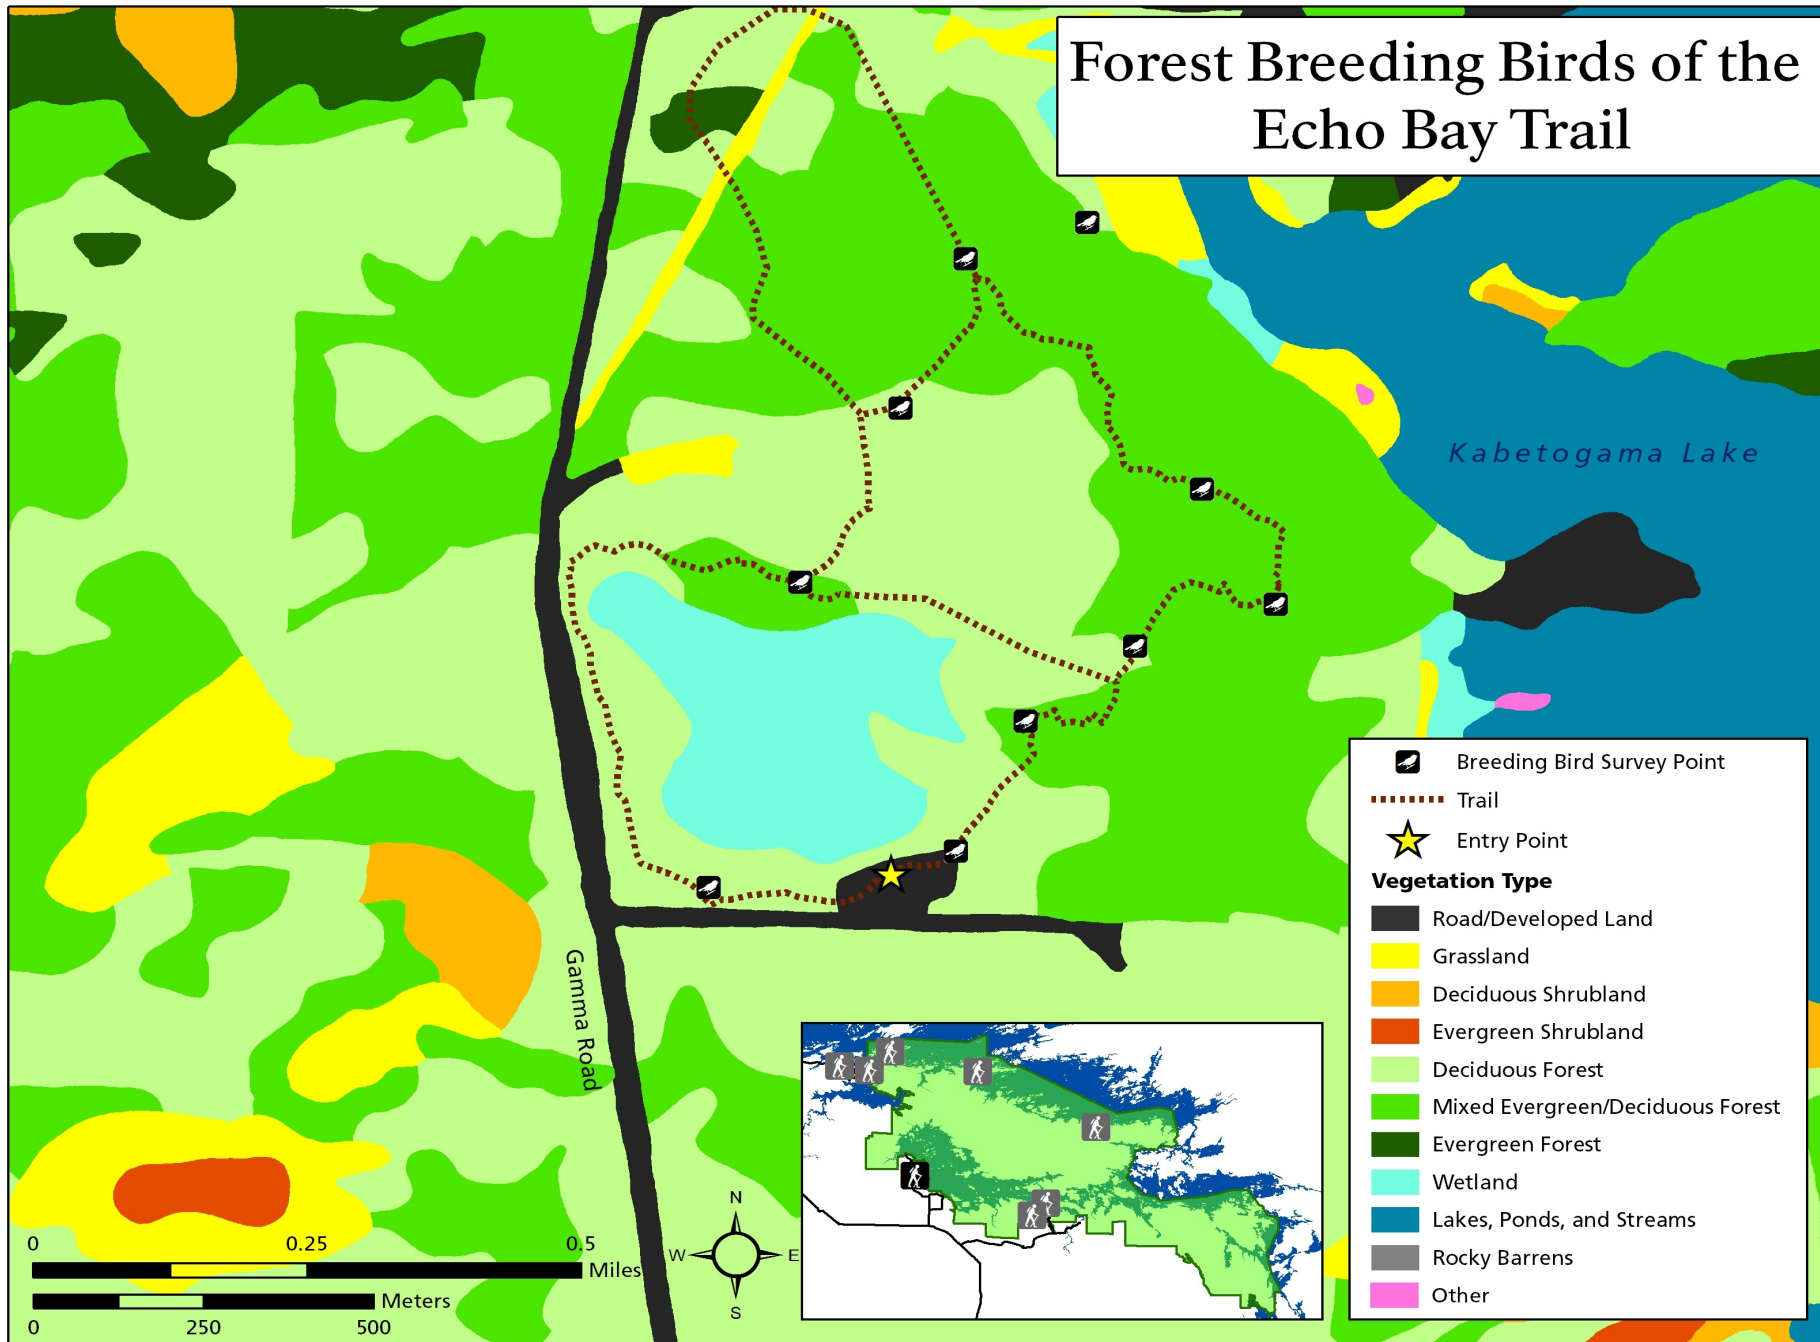 Forest Breeding Birds of the
Echo Bay Trail
Kabetogama Lake
Gamma Road
Breeding Bird Survey Point
Trail
Entry Point
Vegetation Type
Road/Developed Land
Grassland
Deciduous Shrubland
Evergreen Shrubland
Deciduous Forest
Mixed Evergreen/Deciduous Forest
Evergreen Forest
Wetland
Lakes, Ponds, and Streams
Rocky Barrens
Other
0 0.25 0.5
Miles
Meters
0 250 500
N
W E
S